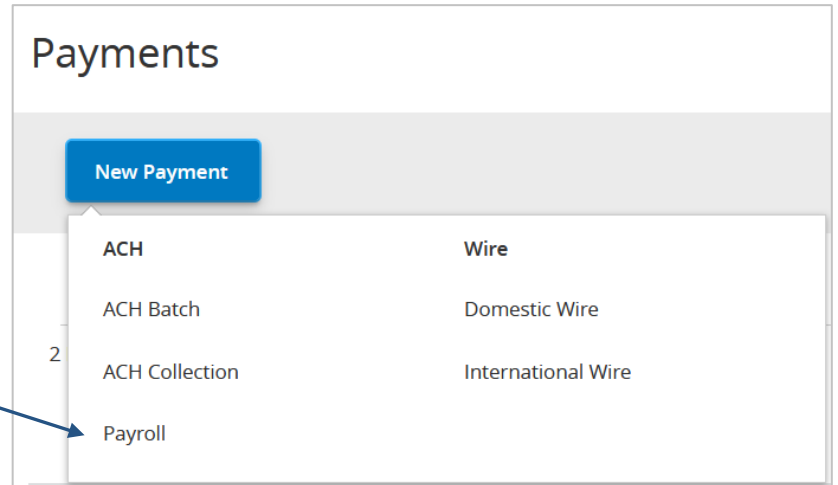 Payments
New Payment
ACH
Wire
ACH Batch
Domestic Wire
2
ACH Collection
International Wire
Payroll